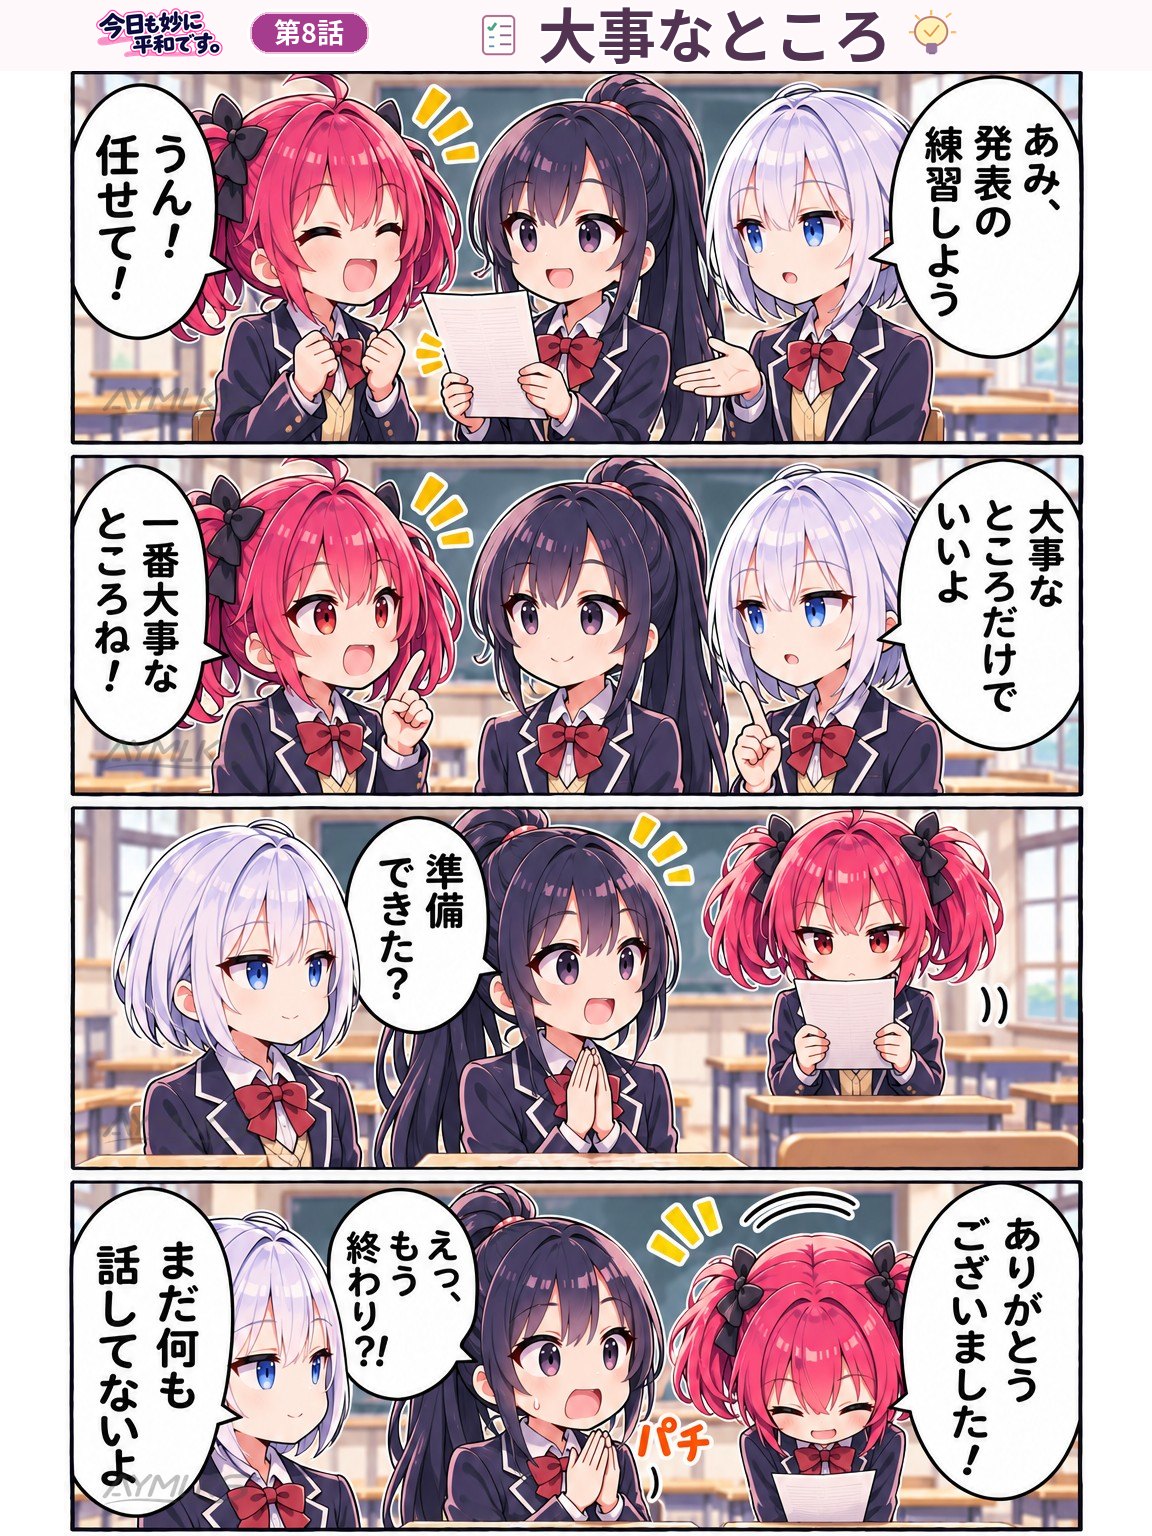 今日も妙に
平和です。
第8話
大事なところ
あみ、
発表の
練習しよう
うん！
任せて！
AYMLK
大事な
ところだけで
いいよ
一番大事な
ところね！
AYMLK
準備
できた？
ありがとう
ございました！
パチ
えっ、
もう
終わり?!
まだ何も
話してないよ
AYMLK